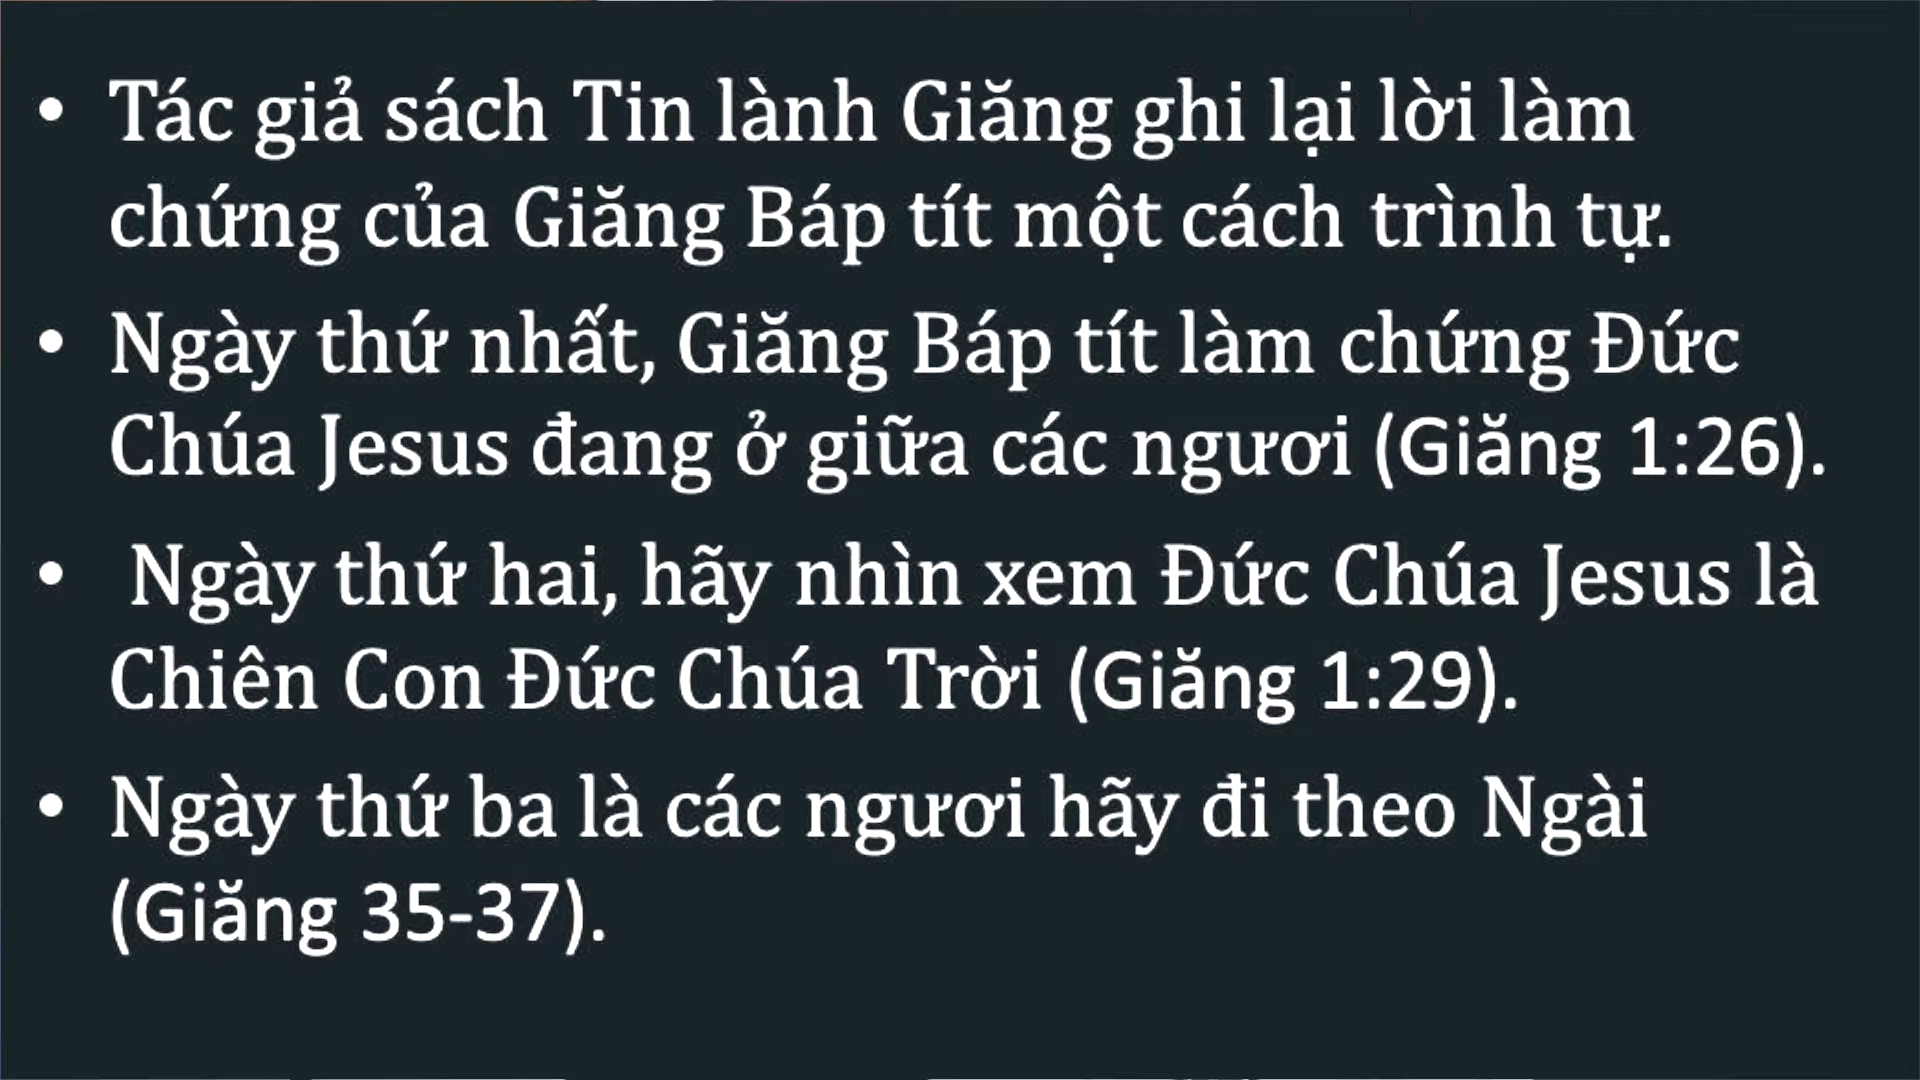 • Tác giả sách Tin lành Giăng ghi lại lời làm
chứng của Giăng Báp tít một cách trình tự.
• Ngày thứ nhất, Giăng Báp tít làm chứng Đức
Chúa Jesus đang ở giữa các ngươi (Giăng 1:26).
• Ngày thứ hai, hãy nhìn xem Đức Chúa Jesus là
Chiên Con Đức Chúa Trời (Giăng 1:29).
• Ngày thứ ba là các ngươi hãy đi theo Ngài
(Giăng 35-37).